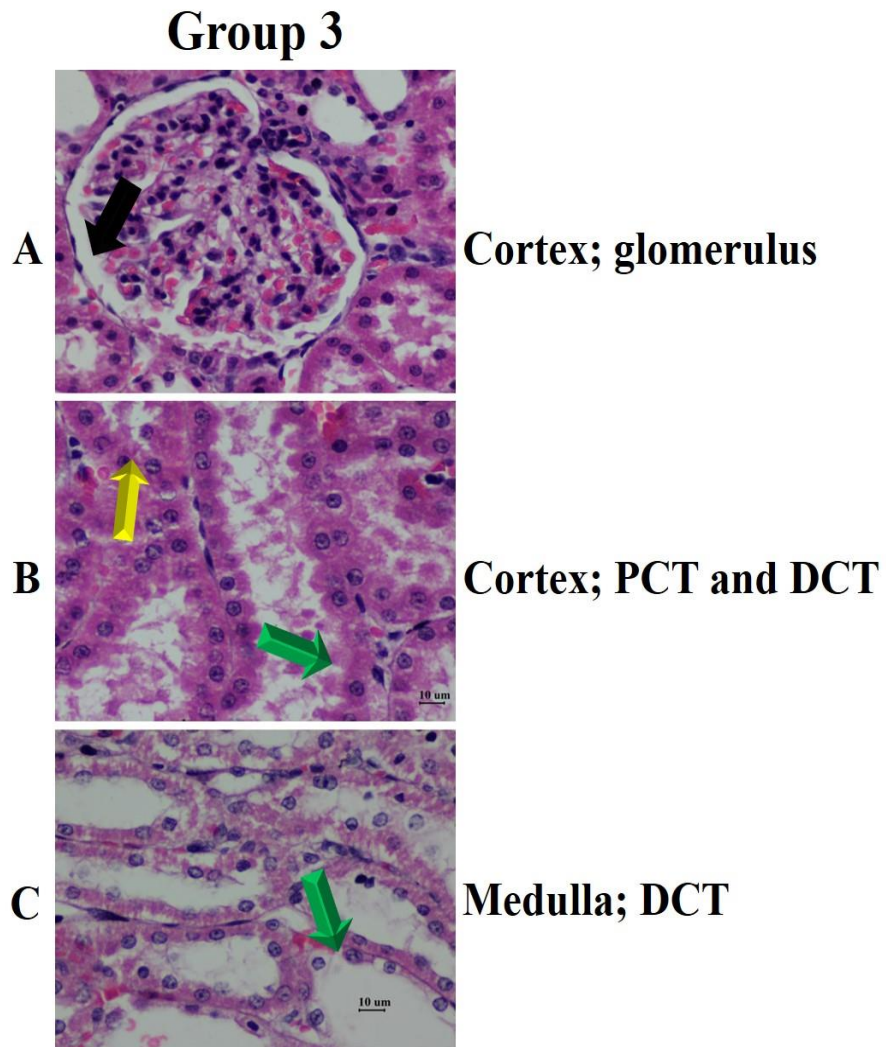 Group 3
A
Cortex; glomerulus
B
Cortex; PCT and DCT
10 um
C
Medulla; DCT
10 um